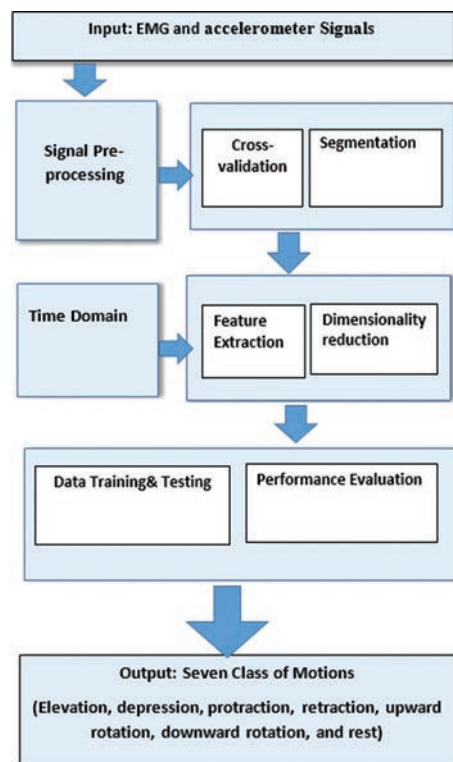 Input: EMG and accelerometer Signals
Signal Pre-
processing
Cross-
validation
Segmentation
Time Domain
Feature
Extraction
Dimensionality
reduction
Data Training& Testing
Performance Evaluation
Output: Seven Class of Motions
(Elevation, depression, protraction, retraction, upward
rotation, downward rotation, and rest)